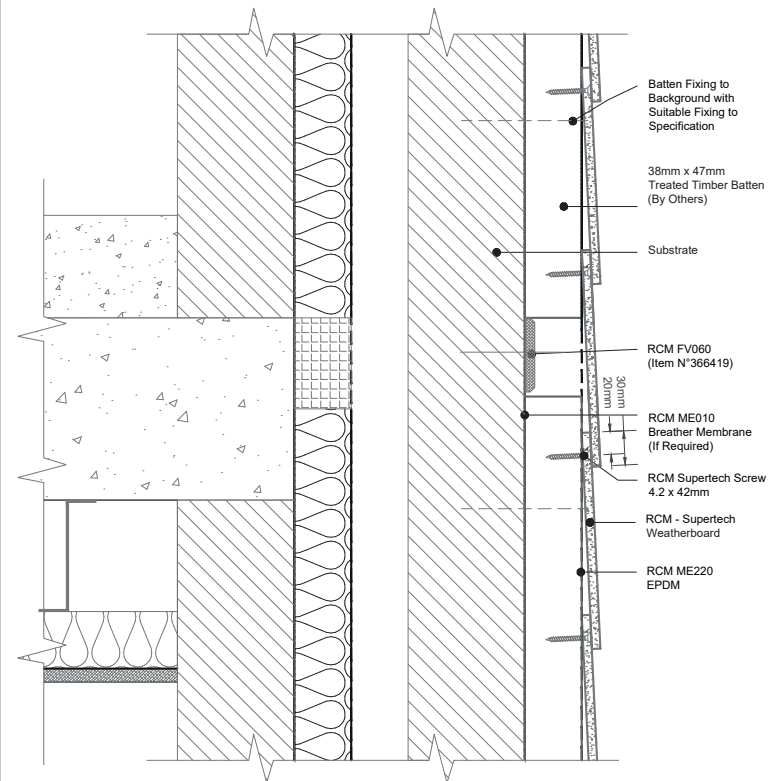 Batten Fixing to
Background with
Suitable Fixing to
Specification
38mm x 47mm
Treated Timber Batten
(By Others)
Substrate
RCM FV060
(Item N°366419)
30mm
20mm
RCM ME010
Breather Membrane
(If Required)
RCM Supertech Screw
4.2 x 42mm
RCM - Supertech
Weatherboard
RCM ME220
EPDM